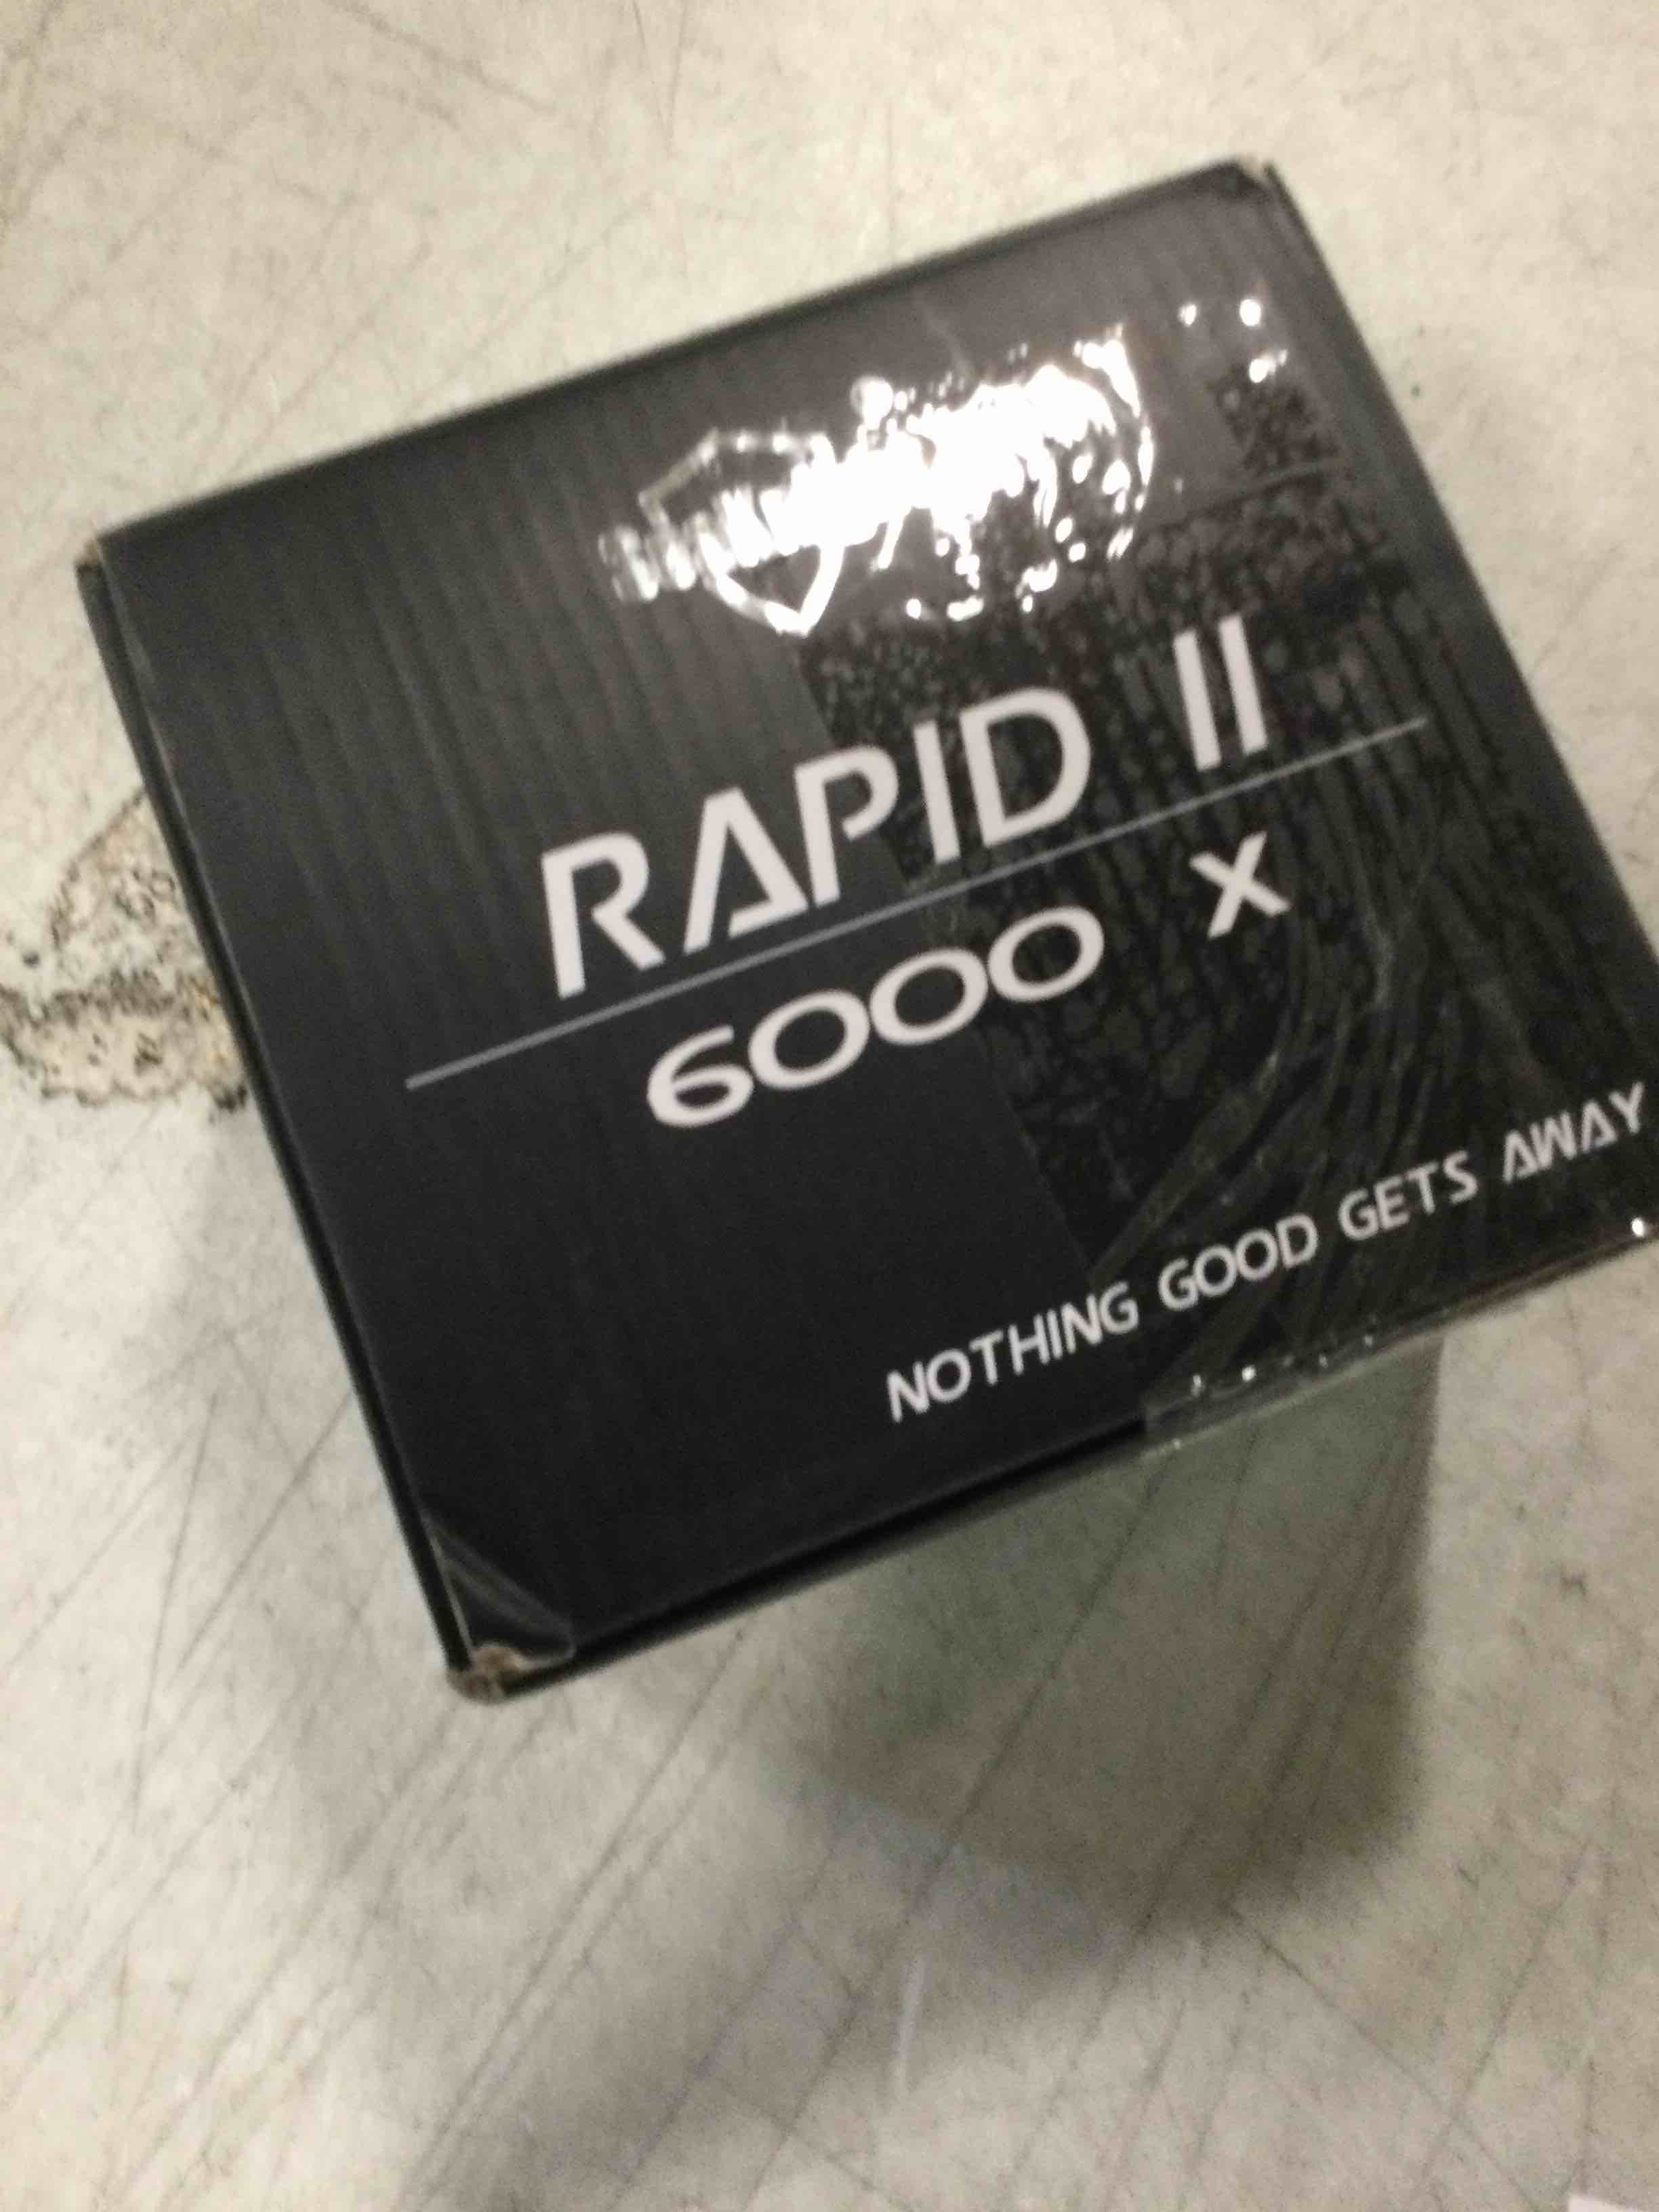 RAPID II
6000 X
NOTHING GOOD GETS AWAY